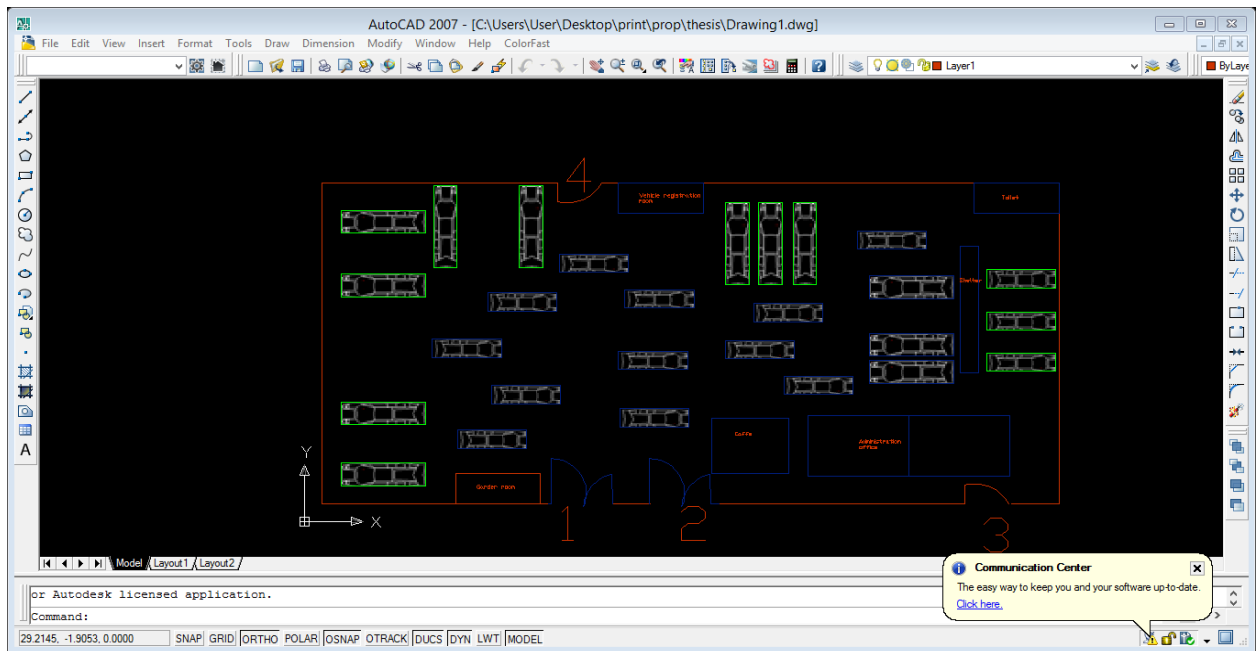 AutoCAD 2007 - [C:\Users\User\Desktop\print\prop\thesis\Drawing1.dwg]
File Edit View Insert Format Tools Draw Dimension Modify Window Help ColorFast
Layer1
ByLaye
4
Vehicle registration
room
Toilet
Shelter
Caffe
Administration
office
Garder room
Y
X
1
2
3
Model Layout1 Layout2
Communication Center
The easy way to keep you and your software up-to-date.
Click here.
or Autodesk licensed application.
Command:
29.2145, -1.9053, 0.0000 SNAP GRID ORTHO POLAR OSNAP OTRACK DUCS DYN LWT MODEL